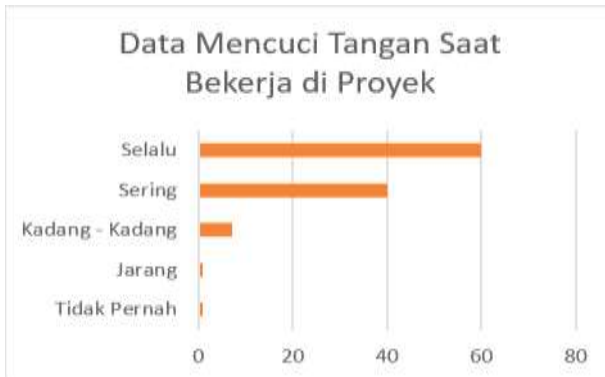 Data Mencuci Tangan Saat
Bekerja di Proyek
Selalu
Sering
Kadang - Kadang
Jarang
Tidak Pernah
0 20 40 60 80